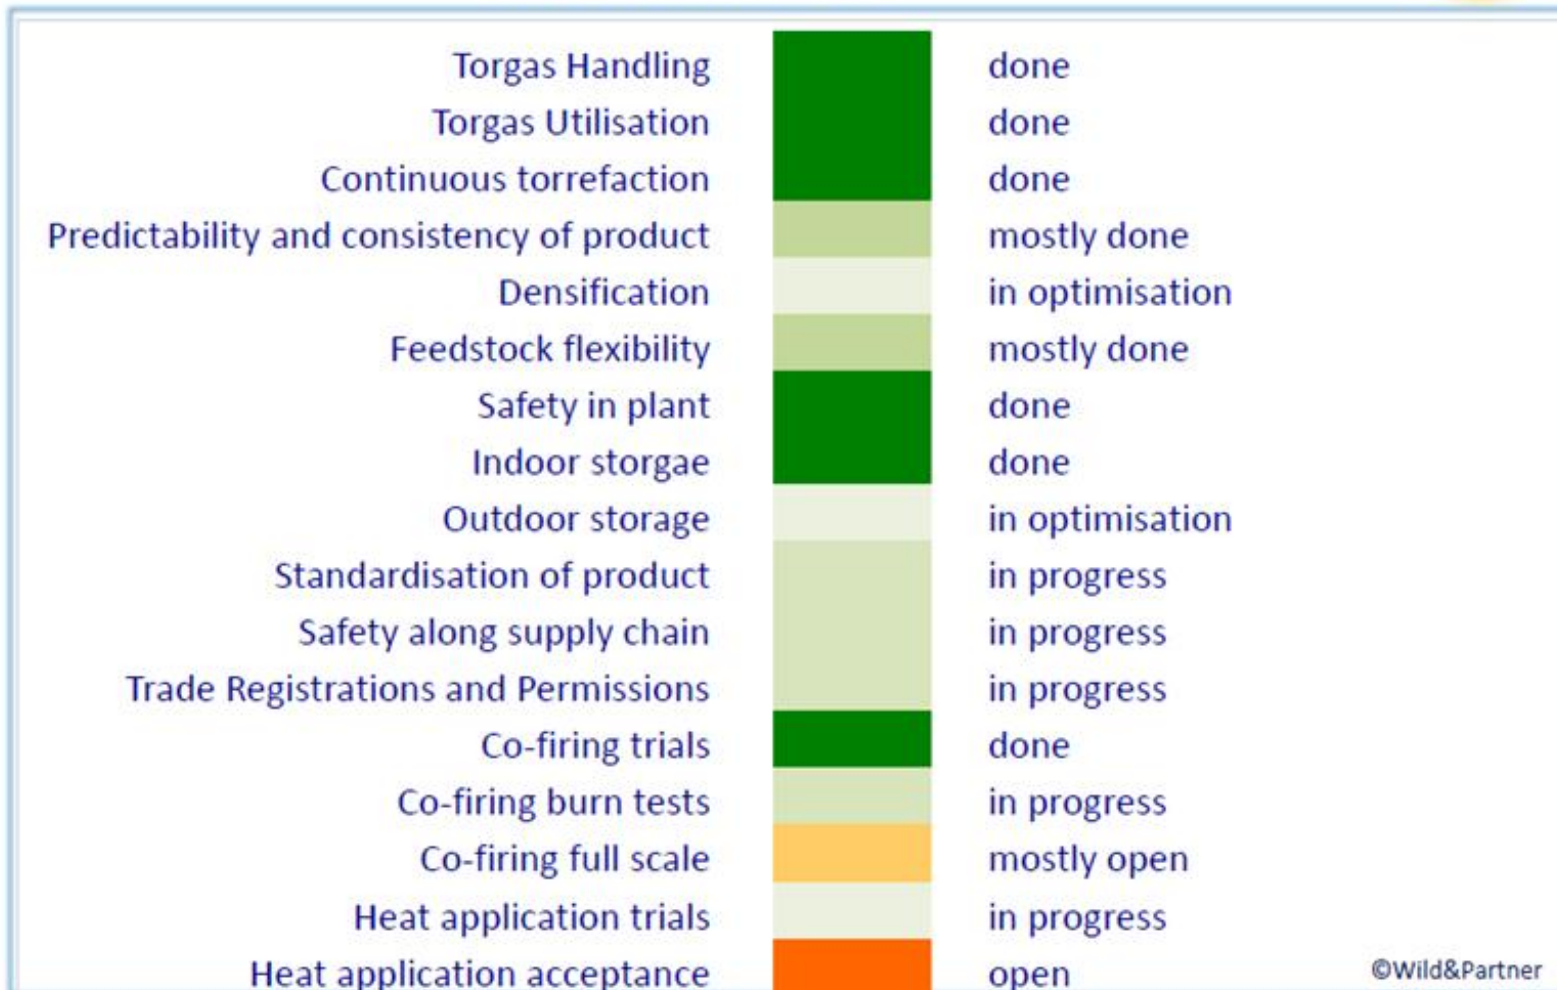 Torgas Handling done
Torgas Utilisation done
Continuous torrefaction done
Predictability and consistency of product mostly done
Densification in optimisation
Feedstock flexibility mostly done
Safety in plant done
Indoor storgae done
Outdoor storage in optimisation
Standardisation of product in progress
Safety along supply chain in progress
Trade Registrations and Permissions in progress
Co-firing trials done
Co-firing burn tests in progress
Co-firing full scale mostly open
Heat application trials in progress
Heat application acceptance open
©Wild&Partner